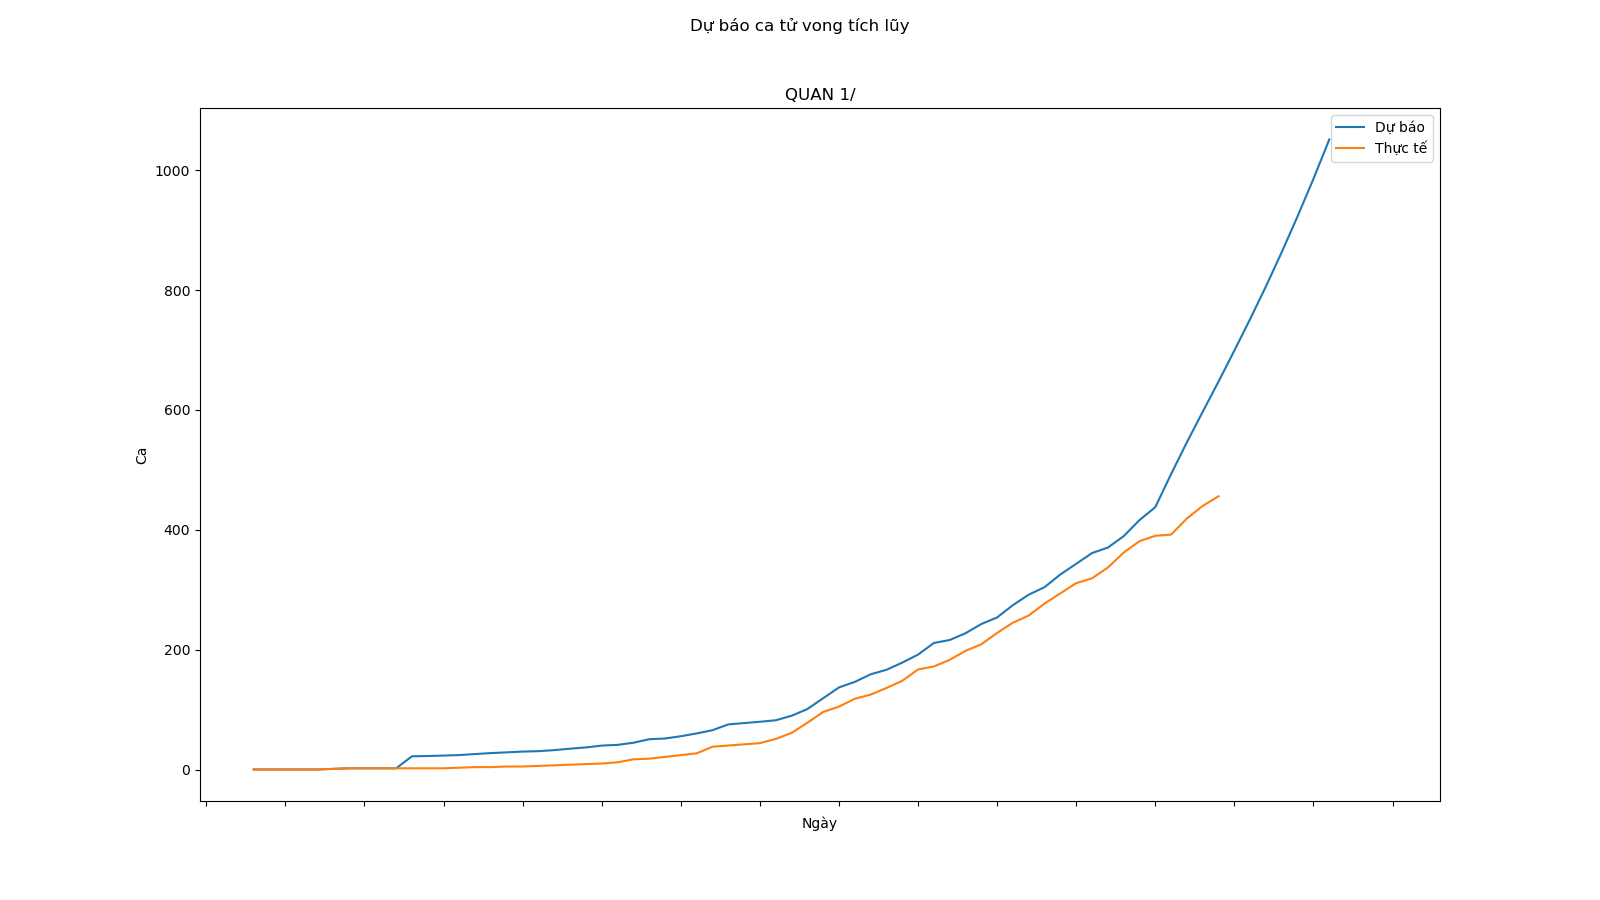 Dự báo ca tử vong tích lũy
QUAN 1/
Dự báo
Thực tế
1000
800
600
400
200
0
Ca
Ngày